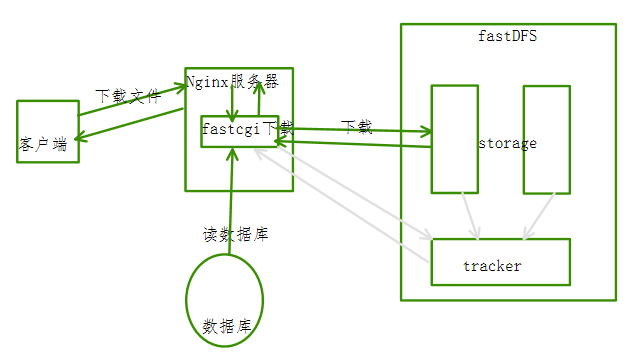 fastDFS
Nginx服务器
下载文件
fastcgi下载
下载
客户端
storage
读数据库
tracker
数据库